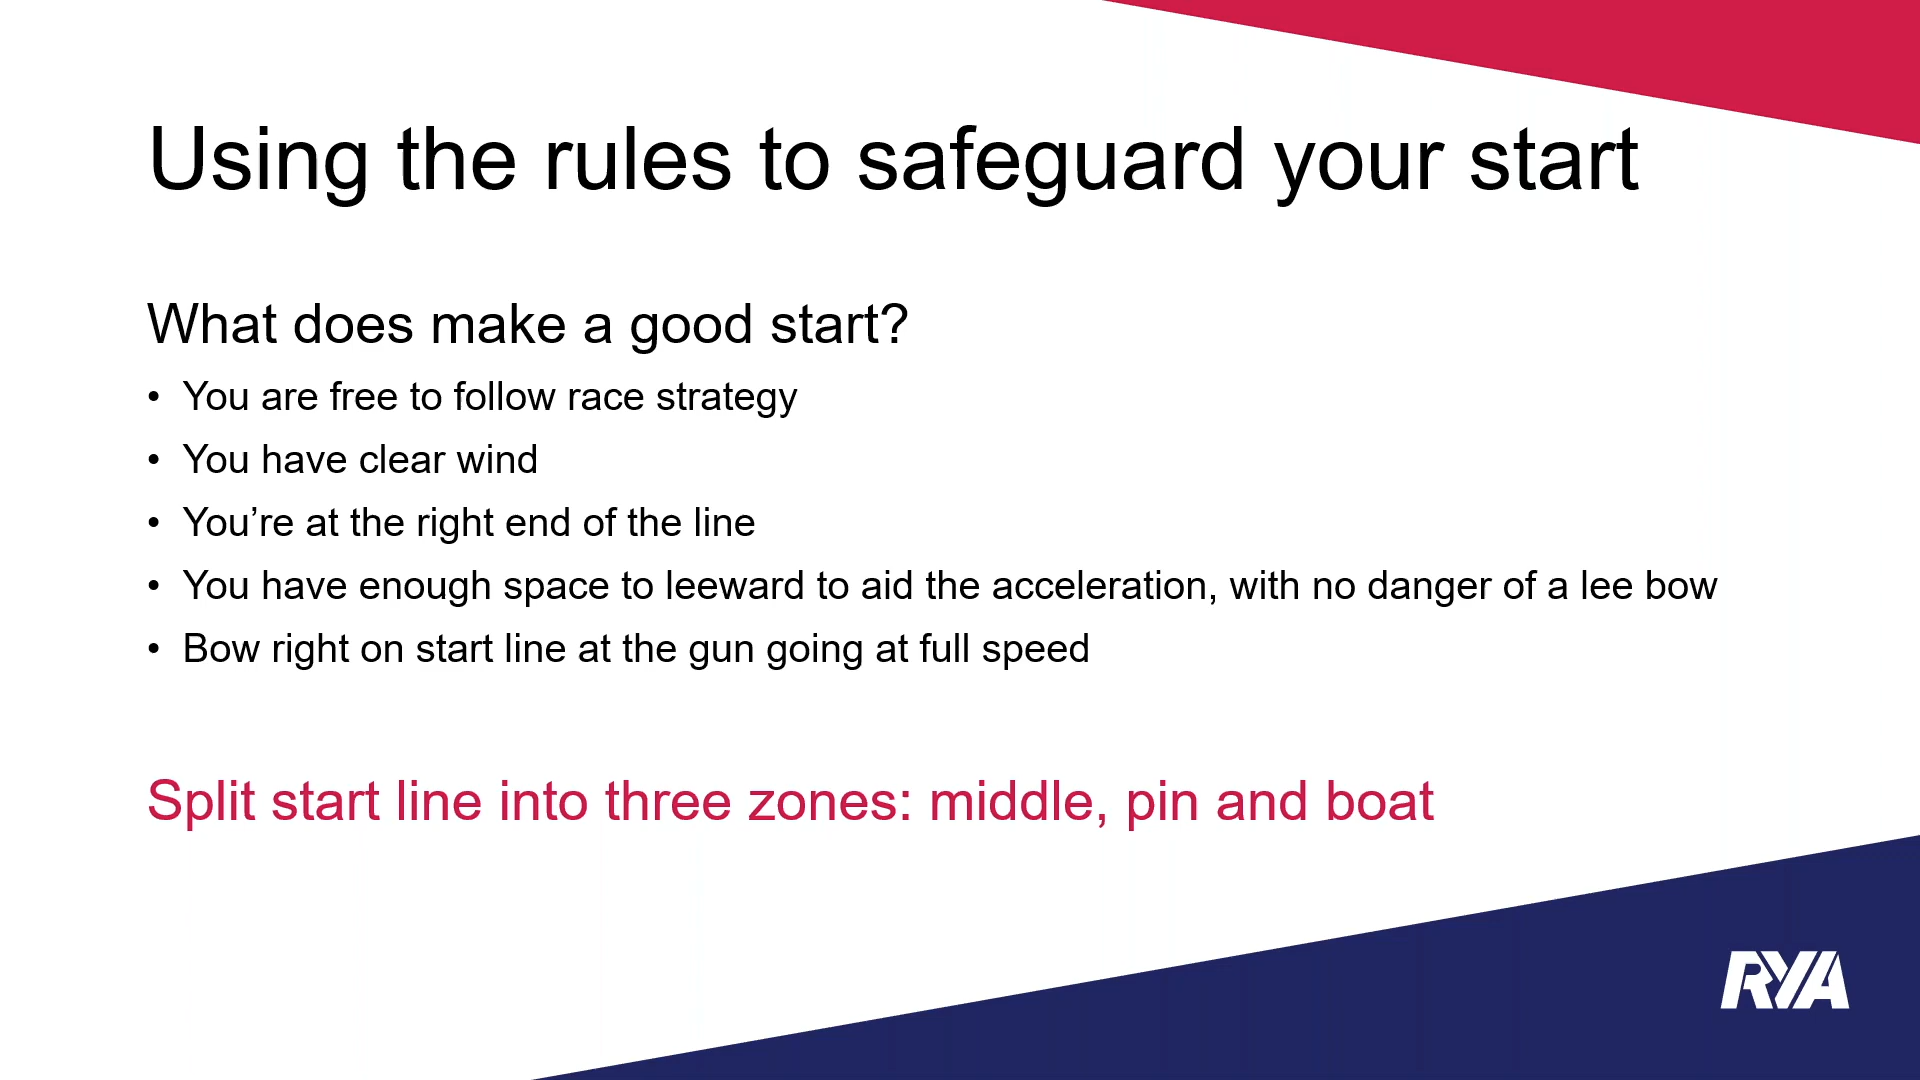 Using the rules to safeguard your start
What does make a good start?
• You are free to follow race strategy
• You have clear wind
• You’re at the right end of the line
• You have enough space to leeward to aid the acceleration, with no danger of a lee bow
• Bow right on start line at the gun going at full speed
Split start line into three zones: middle, pin and boat
RYA